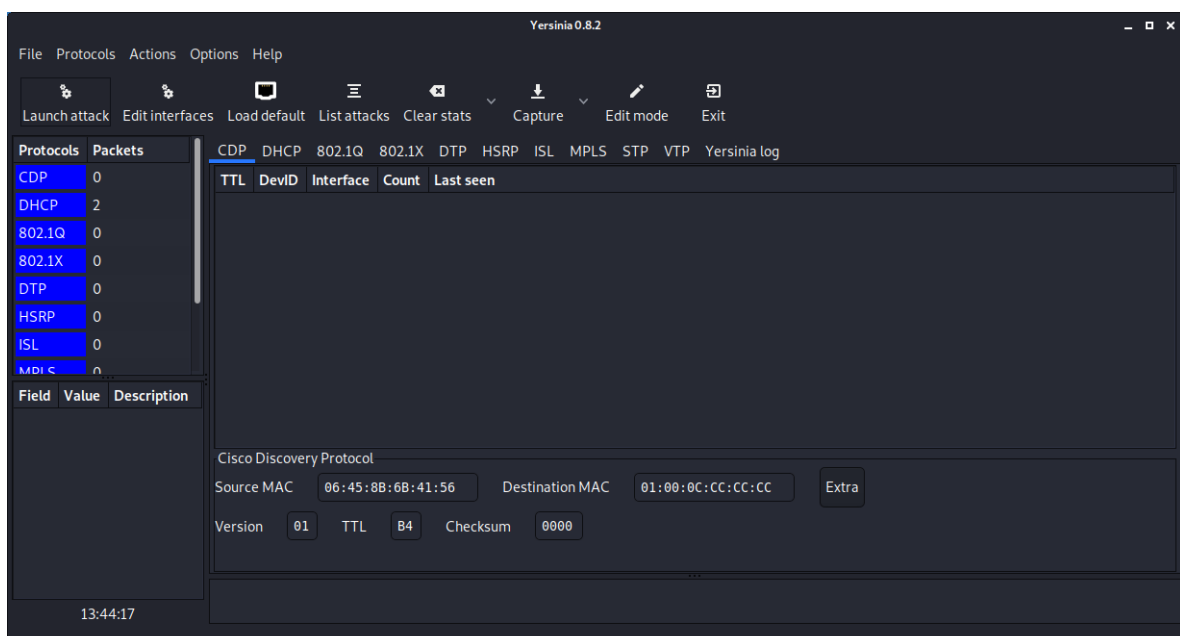 Yersinia 0.8.2
File Protocols Actions Options Help
Launch attack Edit interfaces Load default List attacks Clear stats Capture Edit mode Exit
Protocols Packets
CDP 0
DHCP 2
802.1Q 0
802.1X 0
DTP 0
HSRP 0
ISL 0
MPLS 0
Field Value Description
13:44:17
CDP DHCP 802.1Q 802.1X DTP HSRP ISL MPLS STP VTP Yersinia log
TTL DevID Interface Count Last seen
Cisco Discovery Protocol
Source MAC 06:45:8B:6B:41:56 Destination MAC 01:00:0C:CC:CC:CC Extra
Version 01 TTL B4 Checksum 0000